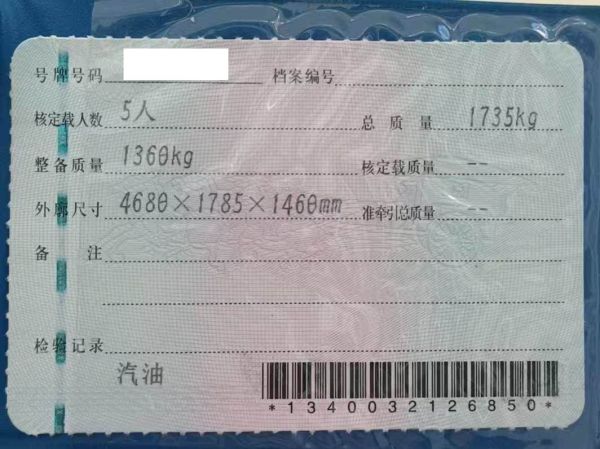 号牌号码 档案编号
核定载人数 5人 总质量 1735kg
整备质量 1360kg 核定载质量 --
外廓尺寸 4680×1785×1460mm 准牵引总质量 --
备注
检验记录
汽油
*1340032126850*